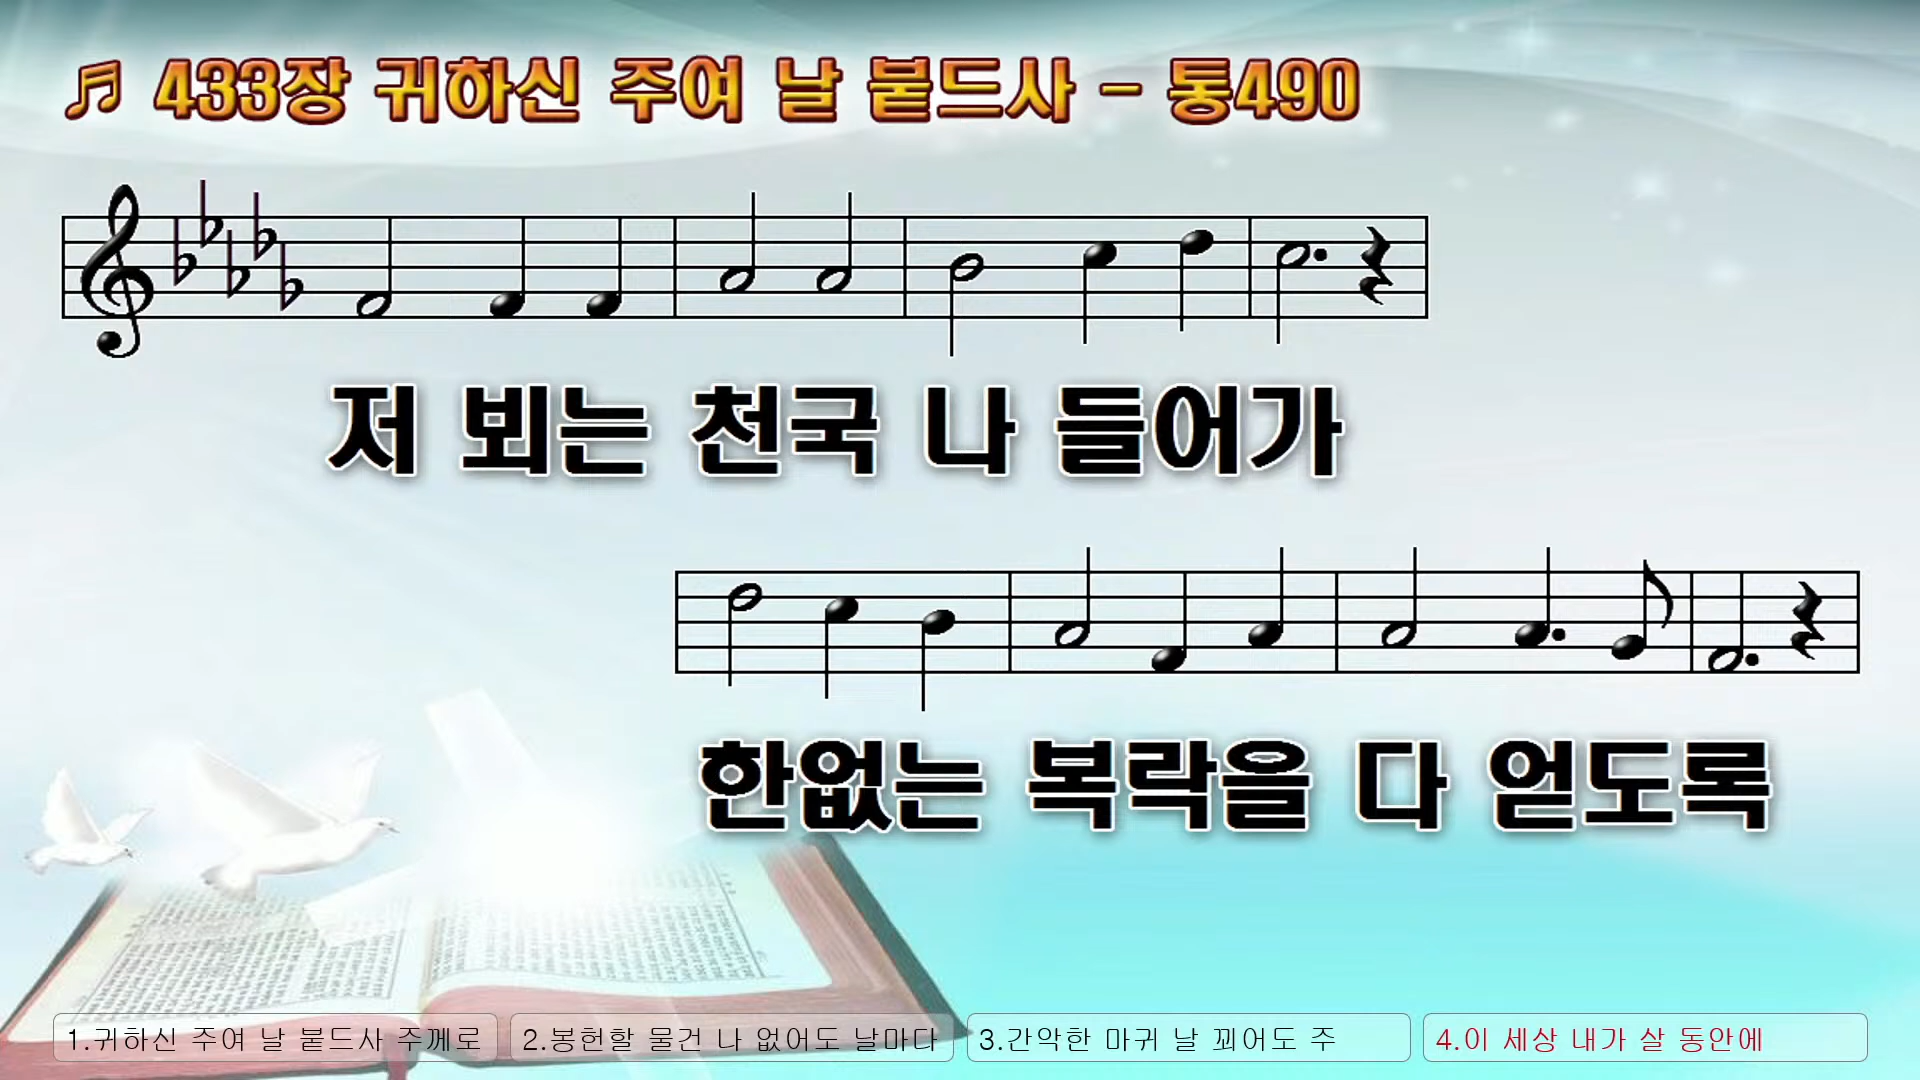 ♬ 433장 귀하신 주여 날 붙드사 - 통490
저 뵈는 천국 나 들어가
한없는 복락을 다 얻도록
1.귀하신 주여 날 붙드사 주께로
2.봉헌할 물건 나 없어도 날마다
3.간악한 마귀 날 꾀어도 주
4.이 세상 내가 살 동안에